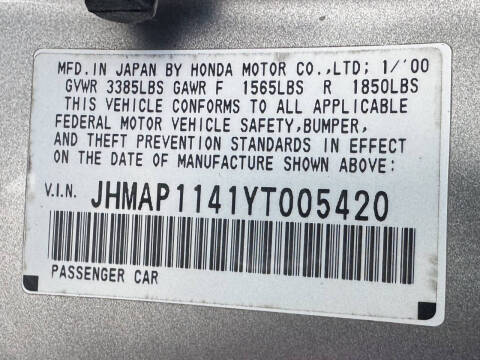 MFD.IN JAPAN BY HONDA MOTOR CO.,LTD; 1/'00
GVWR 3385LBS GAWR F 1565LBS R 1850LBS
THIS VEHICLE CONFORMS TO ALL APPLICABLE
FEDERAL MOTOR VEHICLE SAFETY,BUMPER,
AND THEFT PREVENTION STANDARDS IN EFFECT
ON THE DATE OF MANUFACTURE SHOWN ABOVE:
V.I.N. JHMAP1141YT005420
PASSENGER CAR